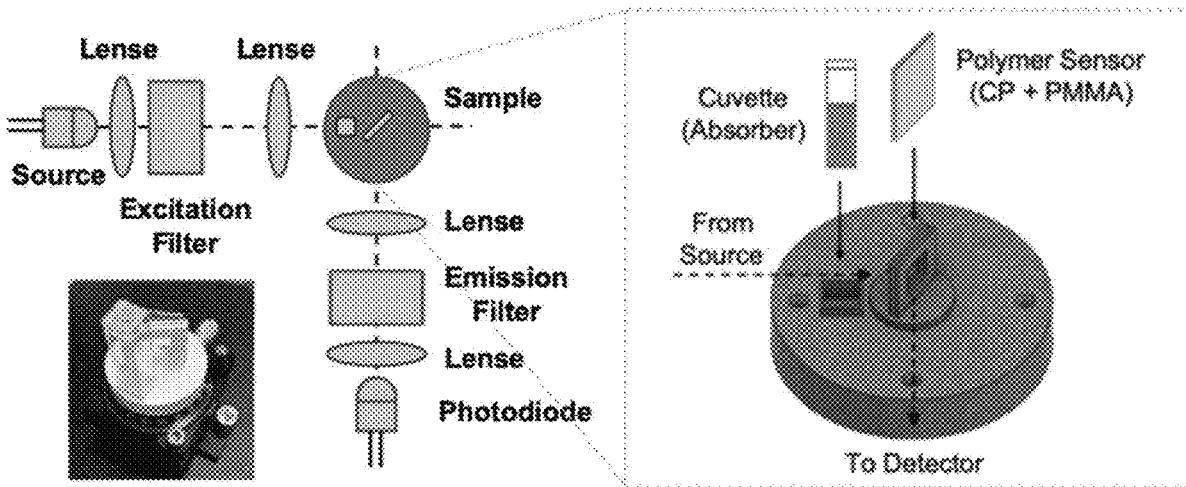 Lense
Lense
Sample
Source
Excitation
Filter
Lense
Emission
Filter
Lense
Photodiode
Cuvette
(Absorber)
Polymer Sensor
(CP + PMMA)
From
Source
To Detector